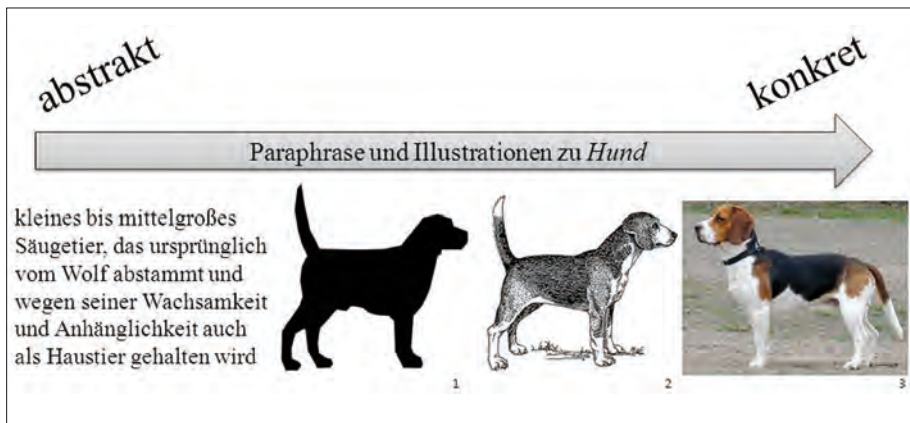 abstrakt
konkret
Paraphrase und Illustrationen zu Hund
kleines bis mittelgroßes
Säugetier, das ursprünglich
vom Wolf abstammt und
wegen seiner Wachsamkeit
und Anhänglichkeit auch
als Haustier gehalten wird
1
2
3